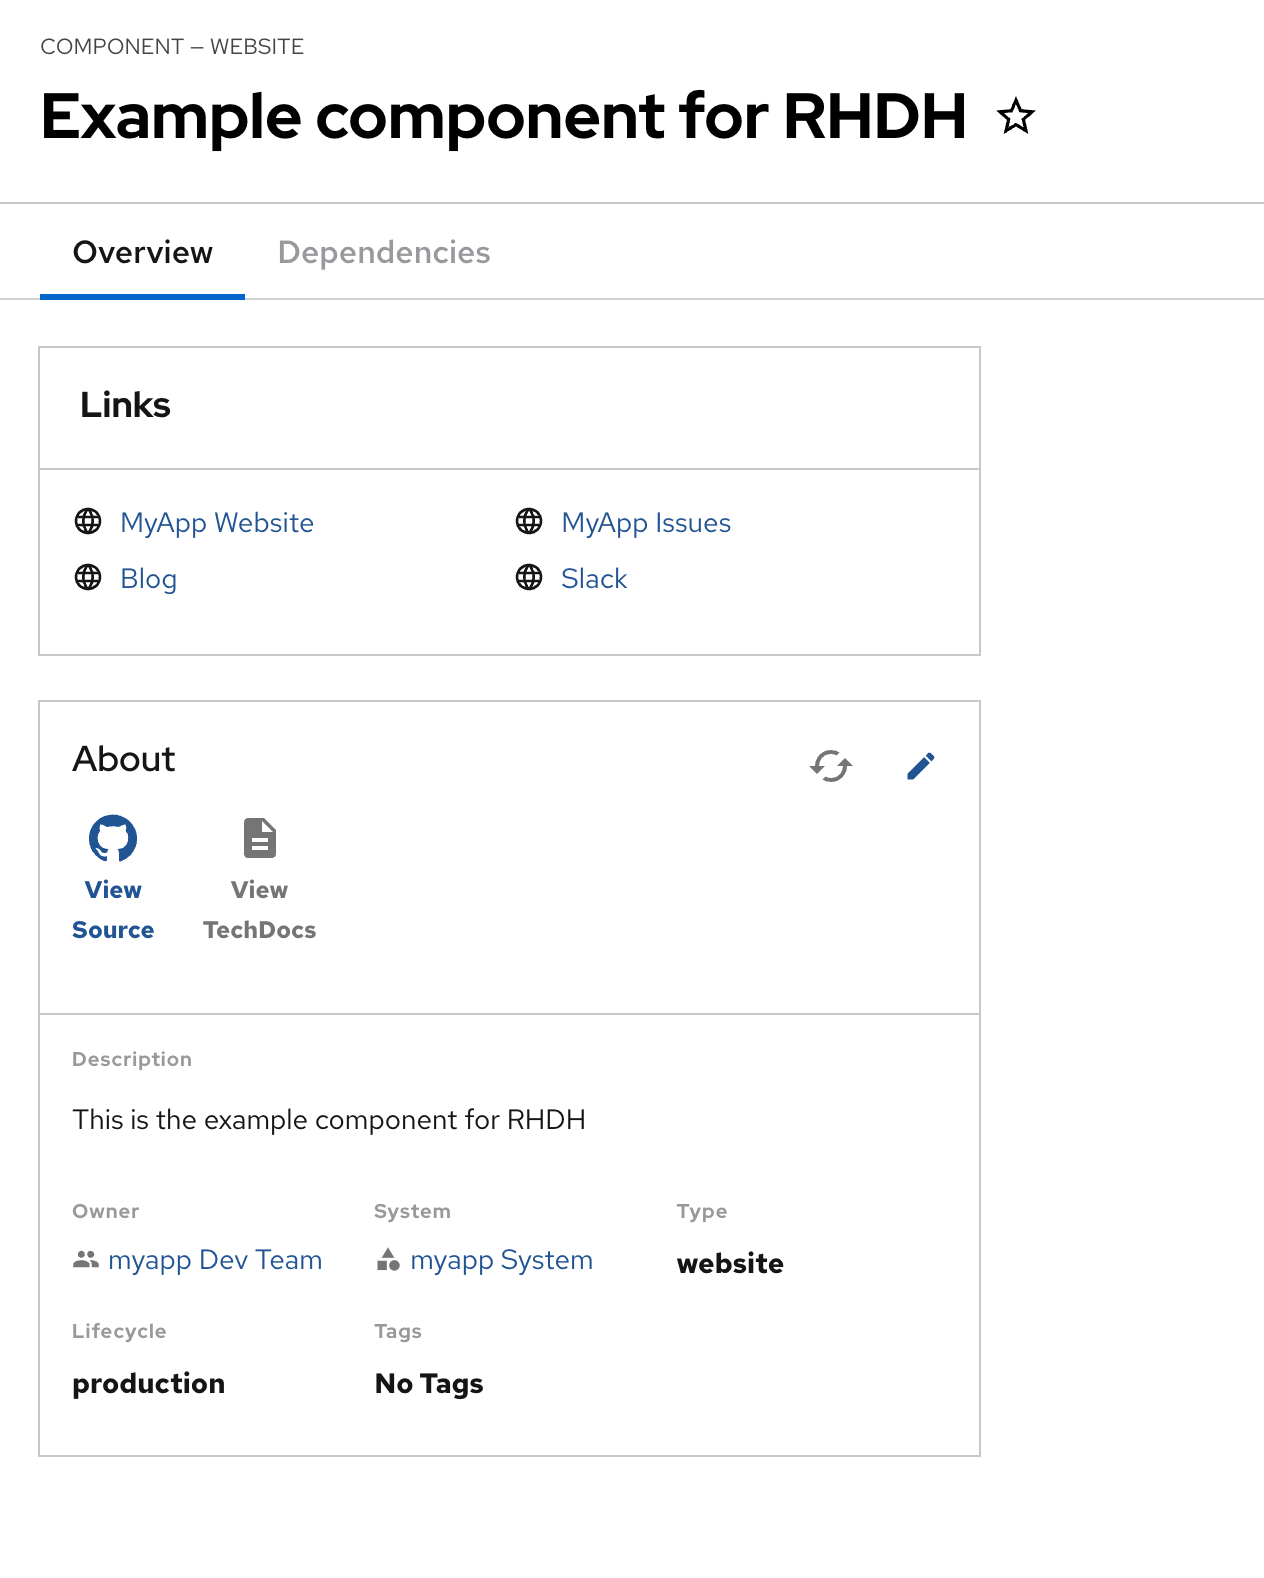 COMPONENT — WEBSITE
Example component for RHDH
Overview Dependencies
Links
MyApp Website MyApp Issues
Blog Slack
About
View View
Source TechDocs
Description
This is the example component for RHDH
Owner System Type
myapp Dev Team myapp System website
Lifecycle Tags
production No Tags